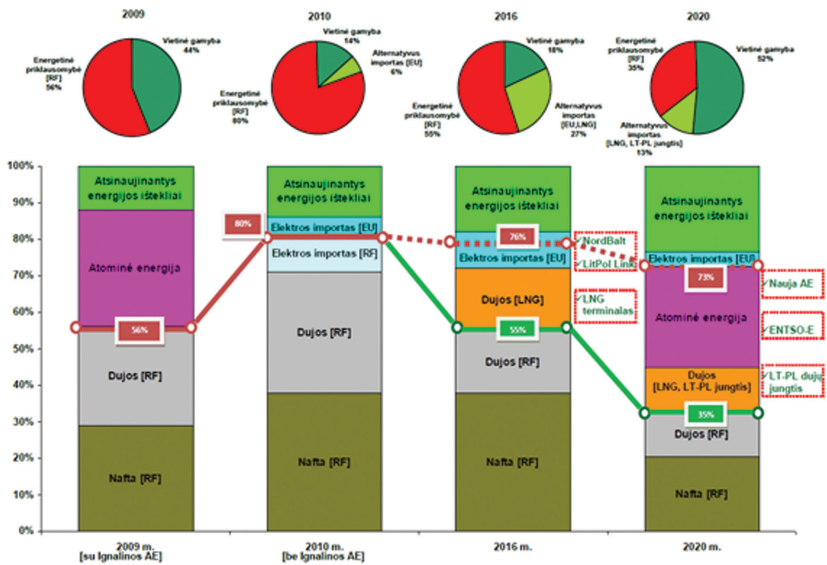 2009
Vietinė gamyba
44%
Energetinė
priklausomybė
[RF]
56%
2010
Vietinė gamyba
14%
Alternatyvus
importas [EU]
6%
Energetinė
priklausomybė
[RF]
80%
2016
Vietinė gamyba
18%
Energetinė
priklausomybė
[RF]
55%
Alternatyvus
importas
[EU,LNG]
27%
2020
Energetinė
priklausomybė
[RF]
35%
Vietinė gamyba
52%
Alternatyvus
importas
[LNG, LT-PL jungtis]
13%
100%
90%
80%
70%
60%
50%
40%
30%
20%
10%
0%
Atsinaujinantys
energijos ištekliai
Atominė energija
56%
Dujos [RF]
Nafta [RF]
2009 m.
[su Ignalinos AE]
80%
Atsinaujinantys
energijos ištekliai
Elektros importas [EU]
Elektros importas [RF]
Dujos [RF]
Nafta [RF]
2010 m.
[be Ignalinos AE]
Atsinaujinantys
energijos ištekliai
76%
Elektros importas [EU]
Dujos [LNG]
55%
Dujos [RF]
Nafta [RF]
2016 m.
✓NordBalt
✓LitPol Link
✓LNG
terminalas
Atsinaujinantys
energijos ištekliai
Elektros importas [EU]
73%
Atominė energija
Dujos
[LNG, LT-PL jungtis]
35%
Dujos [RF]
Nafta [RF]
2020 m.
✓Nauja AE
✓ENTSO-E
✓LT-PL dujų
jungtis